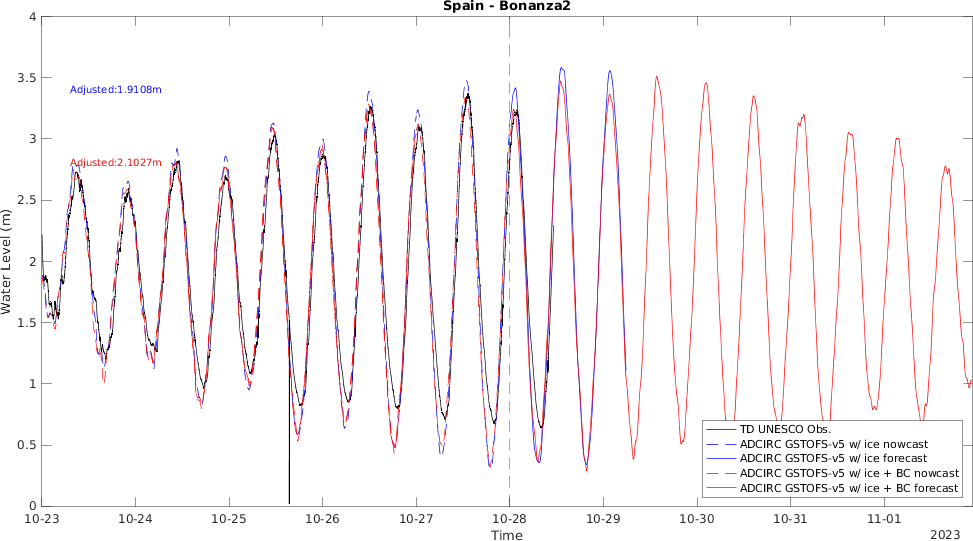 Spain - Bonanza2
4
3.5
3
2.5
2
1.5
1
0.5
0
Water Level (m)
Adjusted:1.9108m
Adjusted:2.1027m
TD UNESCO Obs.
ADCIRC GSTOFS-v5 w/ ice nowcast
ADCIRC GSTOFS-v5 w/ ice forecast
ADCIRC GSTOFS-v5 w/ ice + BC nowcast
ADCIRC GSTOFS-v5 w/ ice + BC forecast
10-23 10-24 10-25 10-26 10-27 10-28 10-29 10-30 10-31 11-01
Time
2023